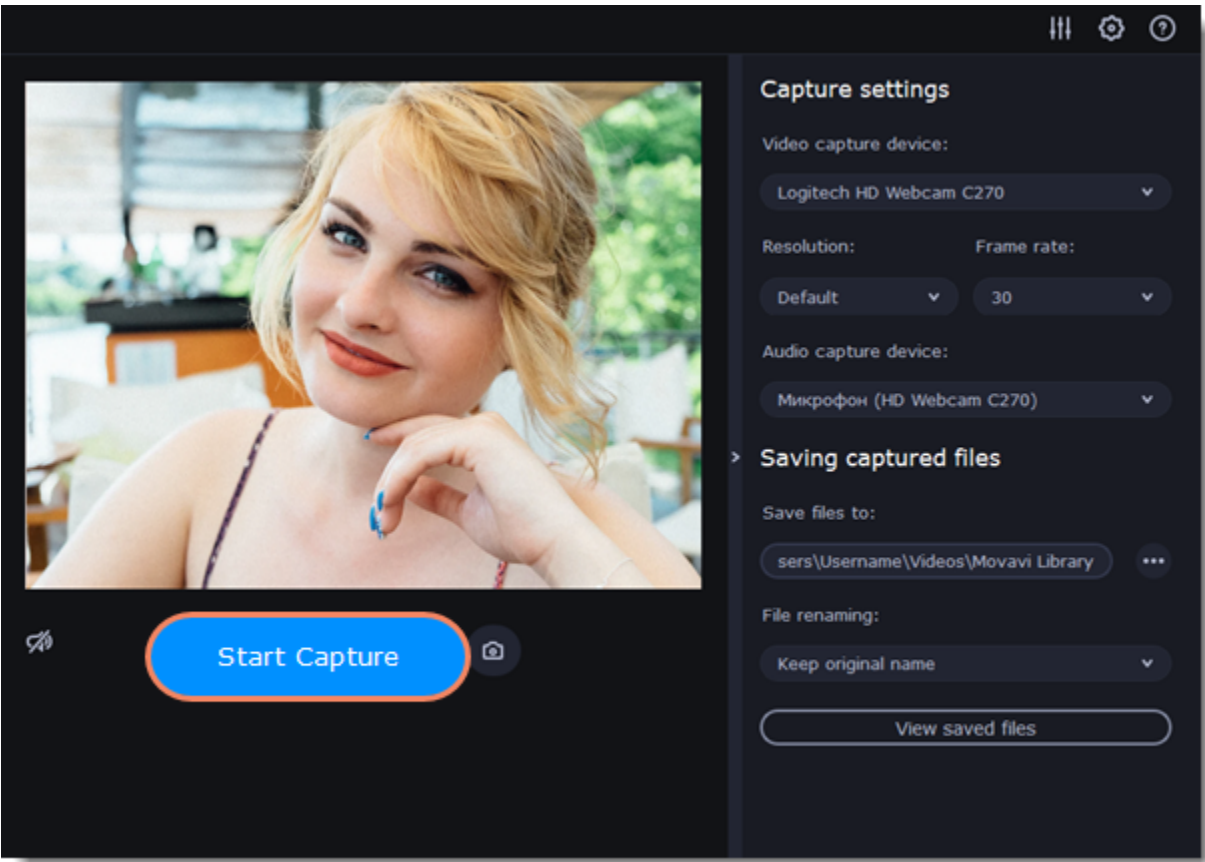 Capture settings
Video capture device:
Logitech HD Webcam C270
Resolution: Frame rate:
Default 30
Audio capture device:
Микрофон (HD Webcam C270)
Saving captured files
Save files to:
sers\Username\Videos\Movavi Library
File renaming:
Keep original name
View saved files
Start Capture